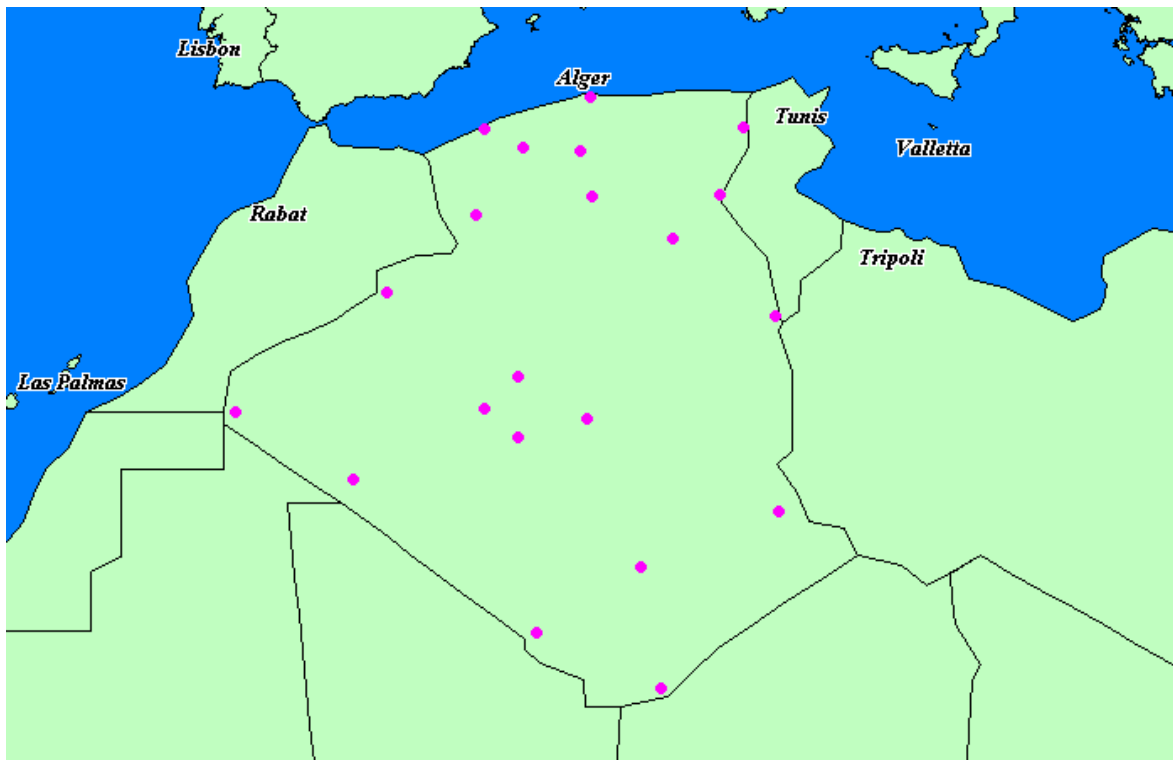 Lisbon
Alger
Tunis
Valletta
Rabat
Tripoli
Las Palmas